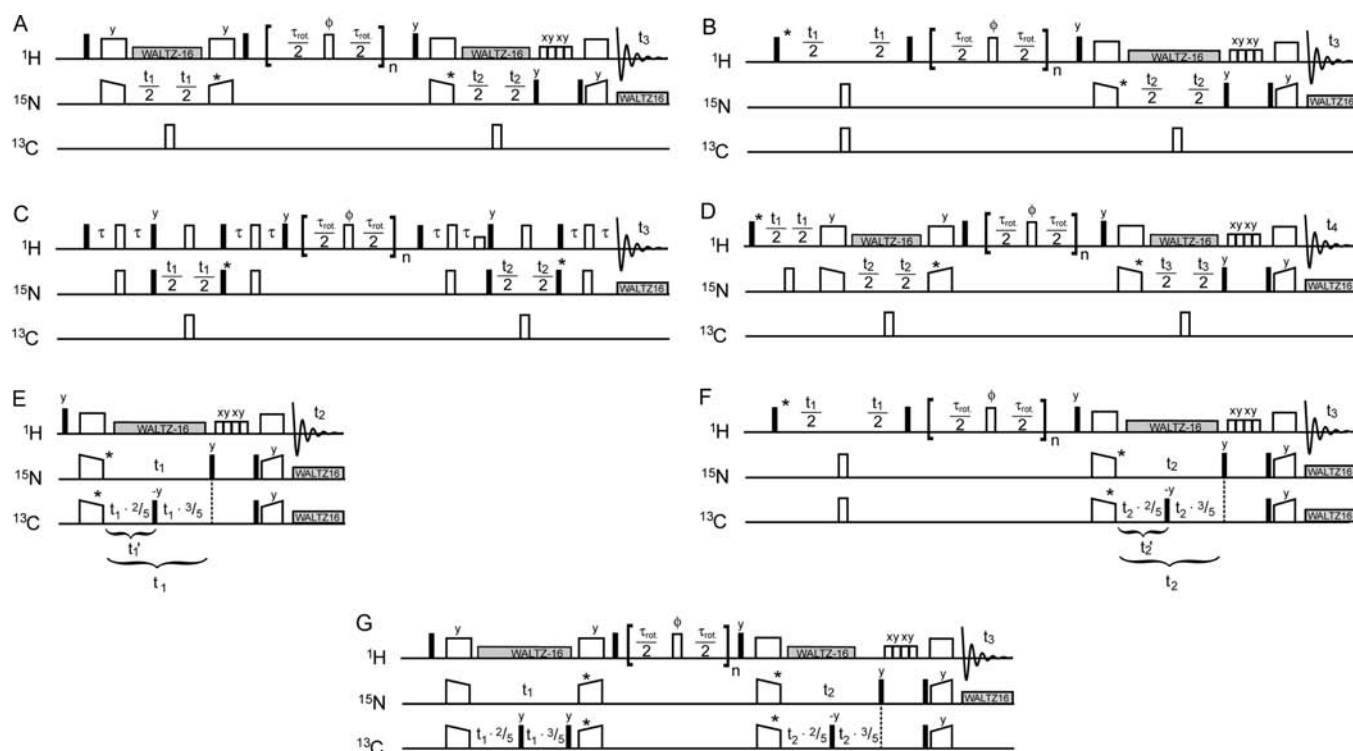 A
y y φ y xy xy t₃
¹H WALTZ-16 [ τrot. 2 τrot. 2 ] n WALTZ-16
¹⁵N t₁ 2 t₁ 2 * * t₂ 2 t₂ 2 y y WALTZ16
¹³C
B
* t₁ 2 t₁ 2 φ y xy xy t₃
¹H [ τrot. 2 τrot. 2 ] n WALTZ-16
¹⁵N * t₂ 2 t₂ 2 y y WALTZ16
¹³C
C
y y φ y t₃
¹H τ τ τ τ [ τrot. 2 τrot. 2 ] n τ τ τ τ
¹⁵N t₁ 2 t₁ 2 * t₂ 2 t₂ 2 * WALTZ16
¹³C
D
* t₁ 2 t₁ 2 y y φ y xy xy t₄
¹H WALTZ-16 [ τrot. 2 τrot. 2 ] n WALTZ-16
¹⁵N t₂ 2 t₂ 2 * * t₃ 2 t₃ 2 y y WALTZ16
¹³C
E
y xy xy t₂
¹H WALTZ-16
¹⁵N * t₁ y y WALTZ16
¹³C * t₁ · 2/5 -y t₁ · 3/5 y WALTZ16
t₁'
t₁
F
* t₁ 2 t₁ 2 φ y xy xy t₃
¹H [ τrot. 2 τrot. 2 ] n WALTZ-16
¹⁵N * t₂ y y WALTZ16
¹³C * t₂ · 2/5 -y t₂ · 3/5 y WALTZ16
t₂'
t₂
G
y y φ y xy xy t₃
¹H WALTZ-16 [ τrot. 2 τrot. 2 ] n WALTZ-16
¹⁵N t₁ * * t₂ y y WALTZ16
¹³C t₁ · 2/5 y t₁ · 3/5 y * * t₂ · 2/5 -y t₂ · 3/5 y